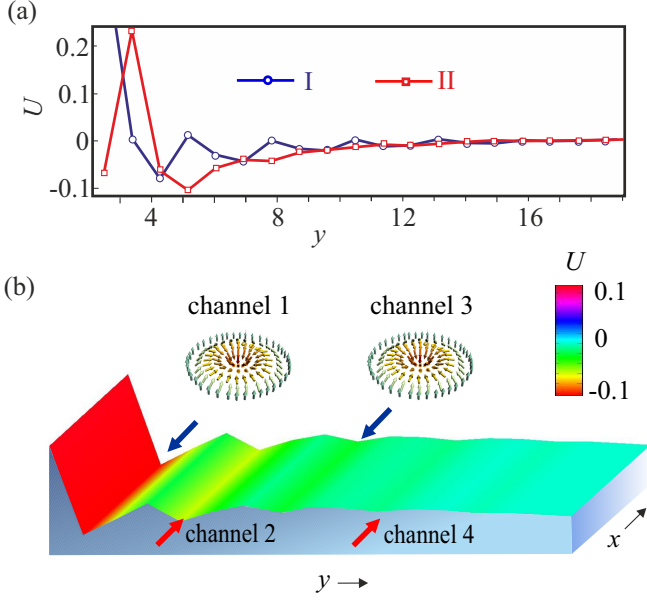 (a)
0.2
0.1
0
-0.1
U
I
II
4
8
12
16
y
(b)
channel 1
channel 3
U
0.1
0
-0.1
channel 2
channel 4
x
y